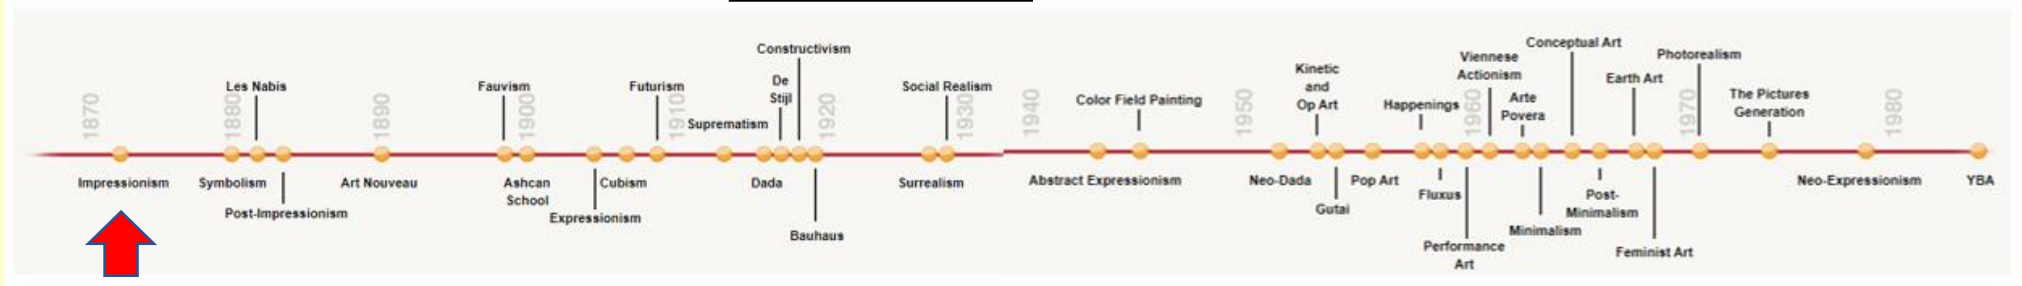 Constructivism
Conceptual Art
Viennese
Actionism
Photorealism
Kinetic
and
Op Art
De
Stijl
Earth Art
Les Nabis
Fauvism
Futurism
Social Realism
Color Field Painting
Happenings
Arte
Povera
The Pictures
Generation
Suprematism
1870
1880
1890
1900
1910
1920
1930
1940
1950
1960
1970
1980
Impressionism
Symbolism
Art Nouveau
Ashcan
School
Cubism
Dada
Surrealism
Abstract Expressionism
Neo-Dada
Pop Art
Fluxus
Post-
Minimalism
Neo-Expressionism
YBA
Post-Impressionism
Expressionism
Bauhaus
Gutai
Performance
Art
Minimalism
Feminist Art